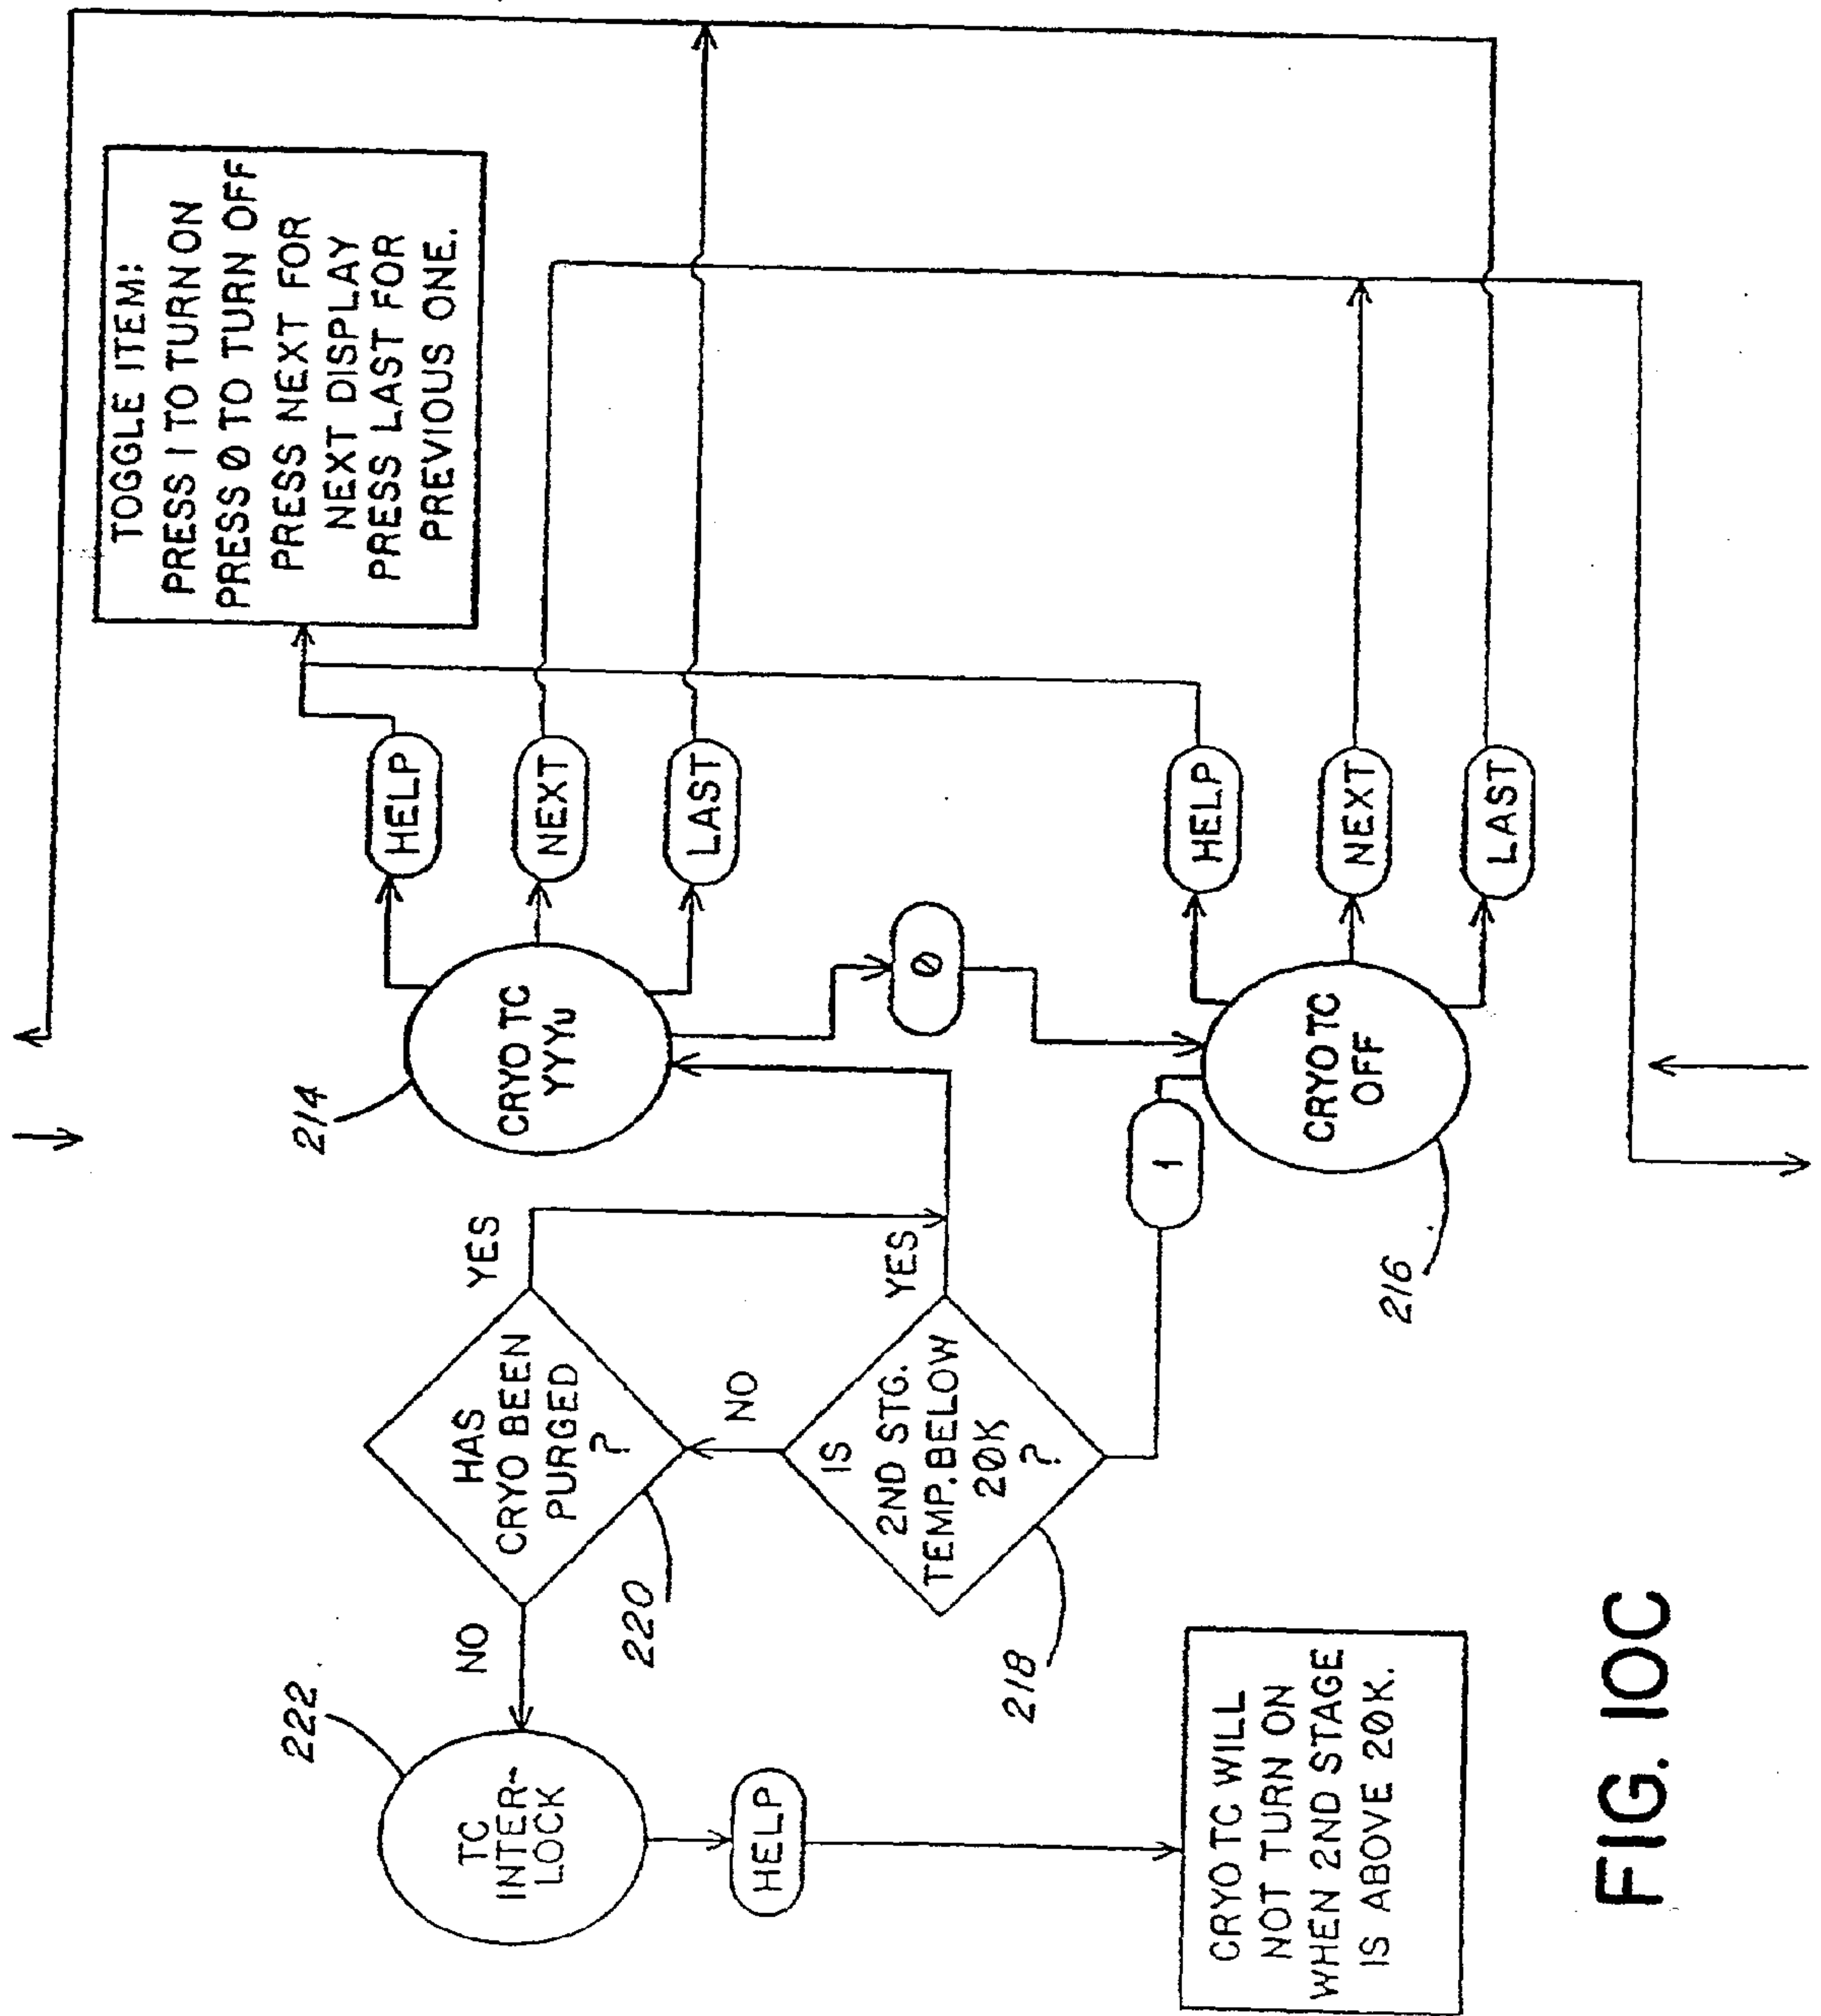 TOGGLE ITEM:
PRESS 1 TO TURN ON
PRESS 0 TO TURN OFF
PRESS NEXT FOR
NEXT DISPLAY
PRESS LAST FOR
PREVIOUS ONE.
HELP
NEXT
LAST
214
CRYO TC
YYYu
0
HELP
NEXT
LAST
CRYO TC
OFF
216
1
YES
HAS
CRYO BEEN
PURGED
?
220
NO
YES
IS
2ND STG.
TEMP. BELOW
20K
?
218
NO
222
TC
INTER-
LOCK
HELP
CRYO TC WILL
NOT TURN ON
WHEN 2ND STAGE
IS ABOVE 20K.
FIG. 10C